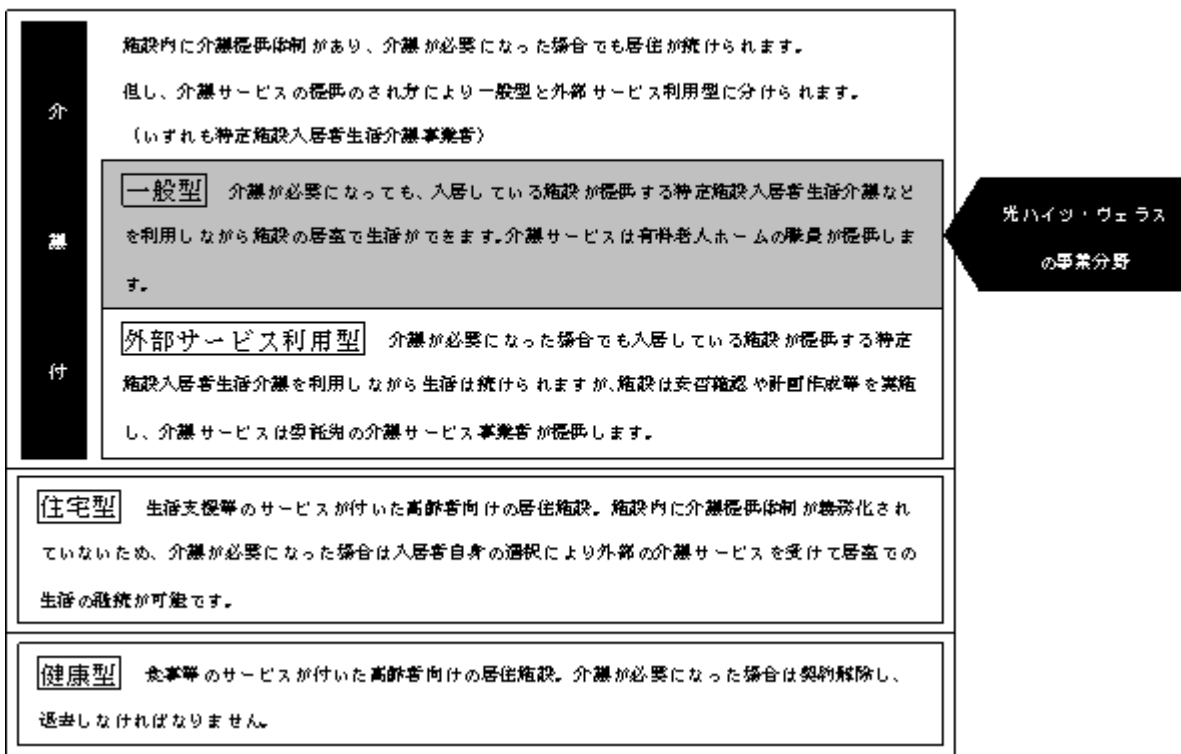 介
護
付
施設内に介護提供体制があり、介護が必要になった場合でも居住が続けられます。
但し、介護サービスの提供のされ方により一般型と外部サービス利用型に分けられます。
(いずれも特定施設入居者生活介護事業者)
一般型 介護が必要になっても、入居している施設が提供する特定施設入居者生活介護など
を利用しながら施設の居室で生活ができます。介護サービスは有料老人ホームの職員が提供しま
す。
外部サービス利用型 介護が必要になった場合でも入居している施設が提供する特定
施設入居者生活介護を利用しながら生活は続けられますが、施設は安否確認や計画作成等を実施
し、介護サービスは委託先の介護サービス事業者が提供します。
光ハイツ・ヴェラス
の事業分野
住宅型 生活支援等のサービスが付いた高齢者向けの居住施設。施設内に介護提供体制が義務化され
ていないため、介護が必要になった場合は入居者自身の選択により外部の介護サービスを受けて居室での
生活の継続が可能です。
健康型 食事等のサービスが付いた高齢者向けの居住施設。介護が必要になった場合は契約解除し、
退去しなければなりません。